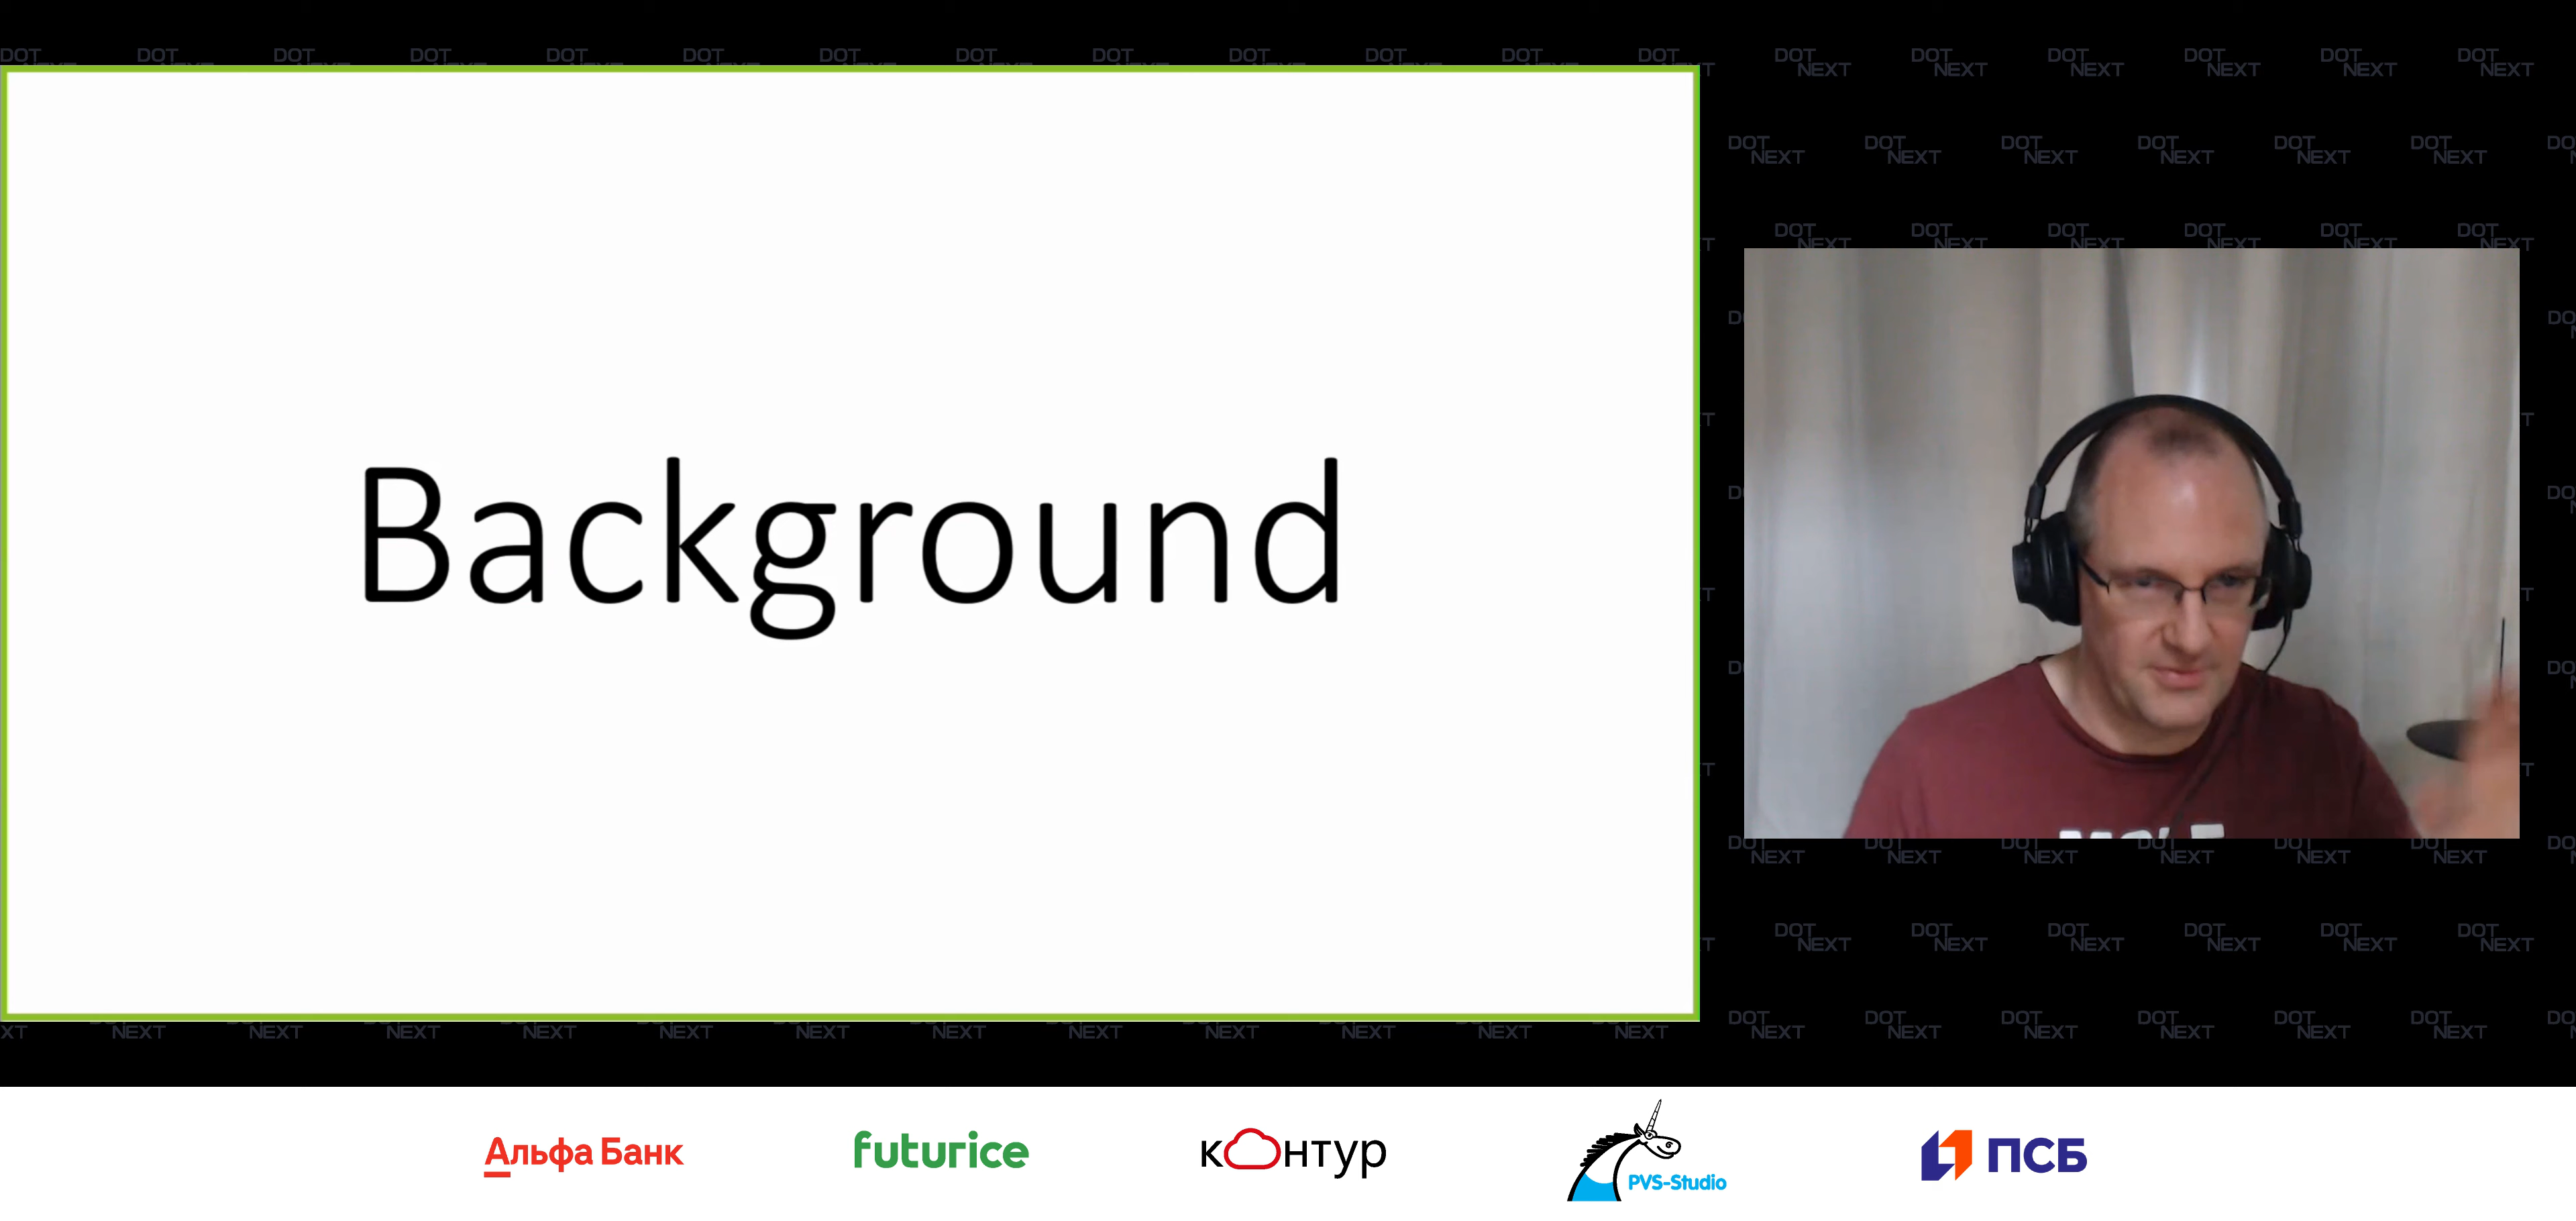 DOT
NEXT
Background
Альфа Банк
futurice
контур
PVS-Studio
ПСБ